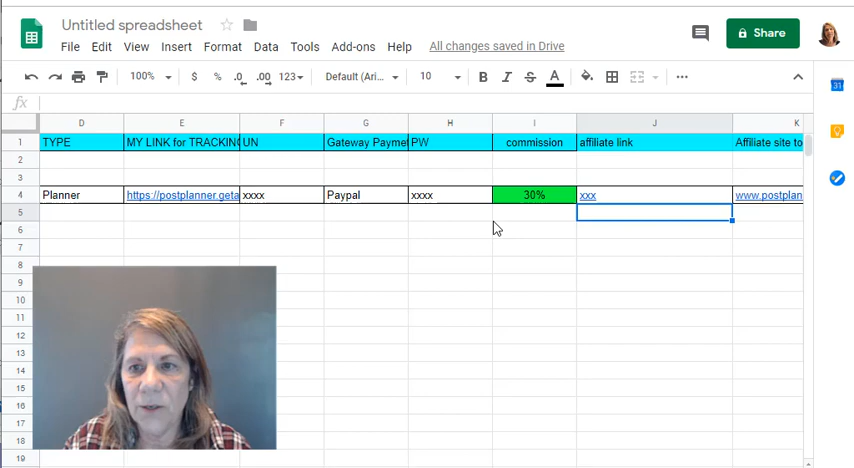 Untitled spreadsheet
File Edit View Insert Format Data Tools Add-ons Help All changes saved in Drive
Share
100% $ % .0 .00 123 Default (Ari... 10 B I S A
31
fx
D E F G H I J K
1 TYPE MY LINK for TRACKIN UN Gateway Payme PW commission affiliate link Affiliate site to
2
3
4 Planner https://postplanner.geta xxxx Paypal xxxx 30% xxx www.postplan
5
6
7
8
9
10
11
12
13
14
15
16
17
18
19